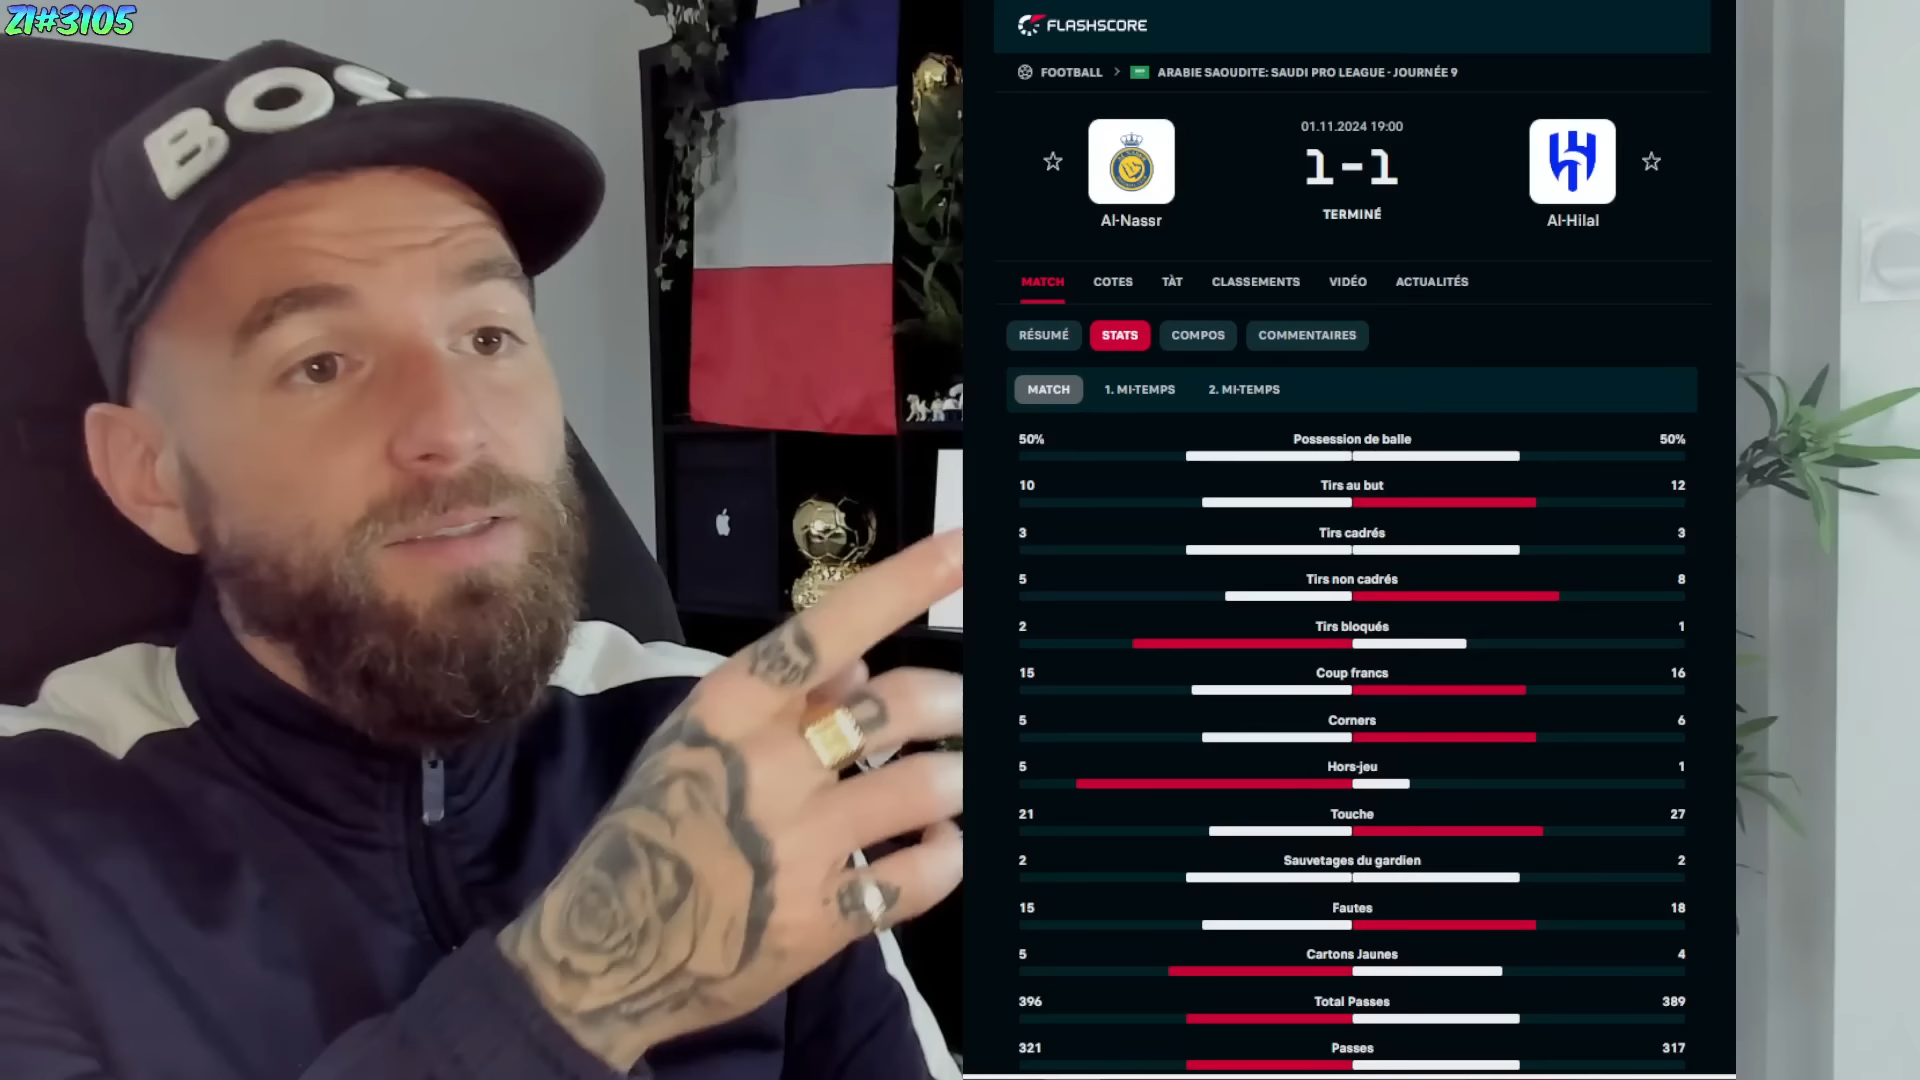 ZI#3105
BOS
FLASHSCORE
FOOTBALL > ARABIE SAOUDITE: SAUDI PRO LEAGUE - JOURNÉE 9
01.11.2024 19:00
1-1
TERMINÉ
Al-Nassr
Al-Hilal
MATCH COTES TÀT CLASSEMENTS VIDÉO ACTUALITÉS
RÉSUMÉ STATS COMPOS COMMENTAIRES
MATCH 1. MI-TEMPS 2. MI-TEMPS
50% Possession de balle 50%
10 Tirs au but 12
3 Tirs cadrés 3
5 Tirs non cadrés 8
2 Tirs bloqués 1
15 Coup francs 16
5 Corners 6
5 Hors-jeu 1
21 Touche 27
2 Sauvetages du gardien 2
15 Fautes 18
5 Cartons Jaunes 4
396 Total Passes 389
321 Passes 317